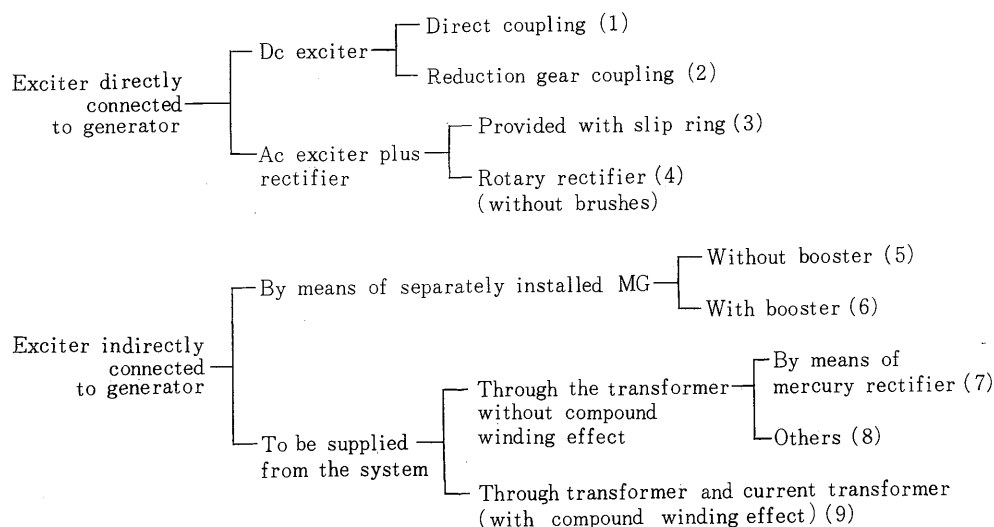 Direct coupling (1)
Dc exciter
Reduction gear coupling (2)
Exciter directly
connected
to generator
Provided with slip ring (3)
Ac exciter plus
rectifier
Rotary rectifier (4)
(without brushes)
Without booster (5)
By means of separately installed MG
With booster (6)
Exciter indirectly
connected
to generator
By means of
mercury rectifier (7)
Through the transformer
without compound
winding effect
Others (8)
To be supplied
from the system
Through transformer and current transformer
(with compound winding effect) (9)